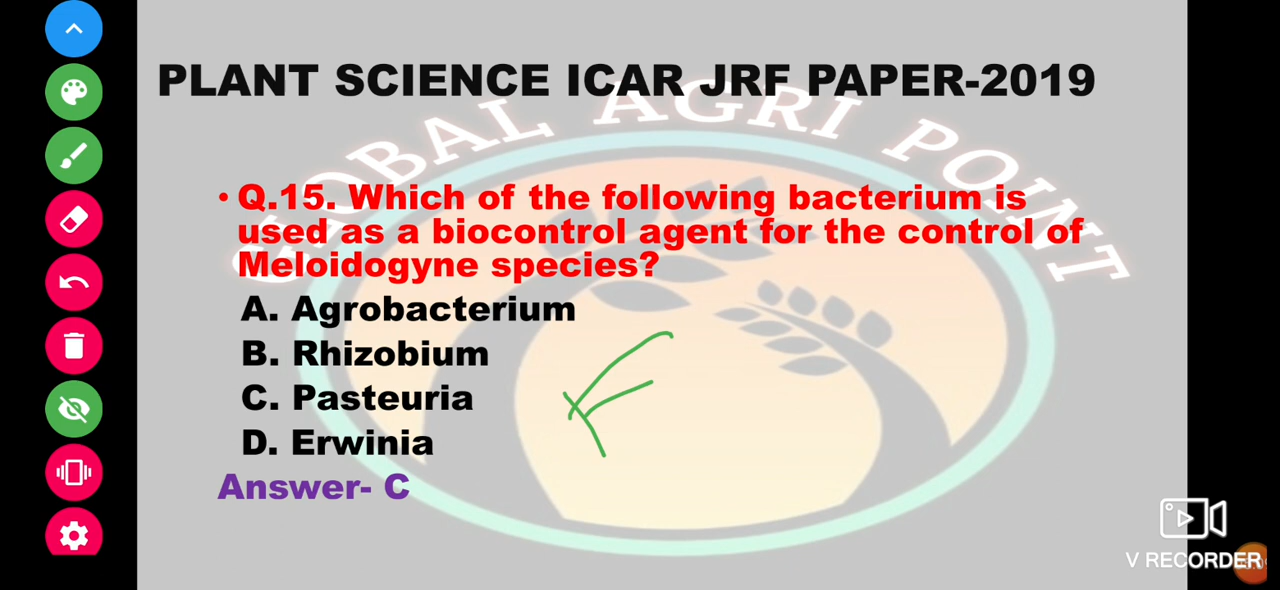 PLANT SCIENCE ICAR JRF PAPER-2019
GLOBAL AGRI POINT
• Q.15. Which of the following bacterium is
used as a biocontrol agent for the control of
Meloidogyne species?
A. Agrobacterium
B. Rhizobium
C. Pasteuria
D. Erwinia
Answer- C
V RECORDER